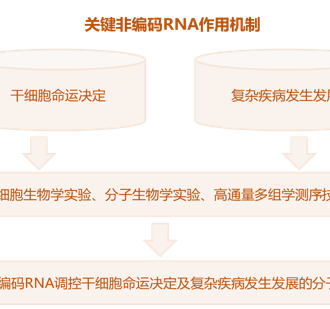 关键非编码RNA作用机制
干细胞命运决定
复杂疾病发生发展
细胞生物学实验、分子生物学实验、高通量多组学测序技
编码RNA调控干细胞命运决定及复杂疾病发生发展的分子